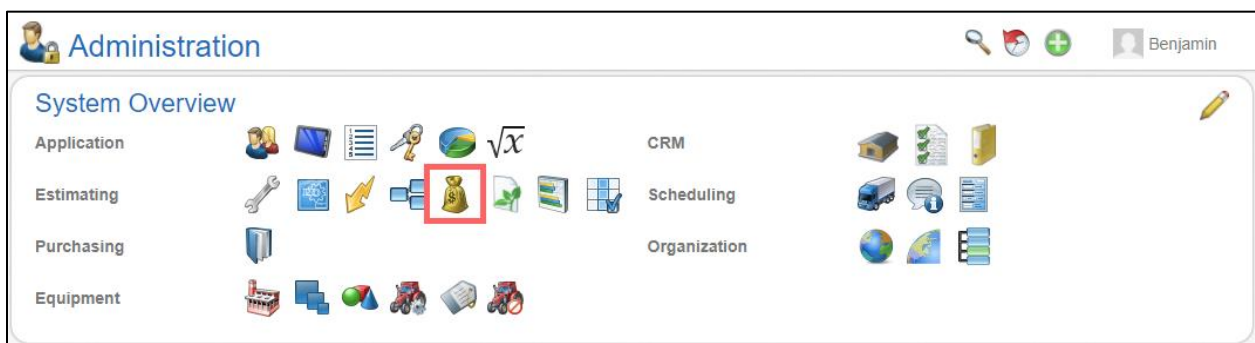 Administration
Benjamin
System Overview
Application
√x
CRM
Estimating
$
Scheduling
Purchasing
Organization
Equipment